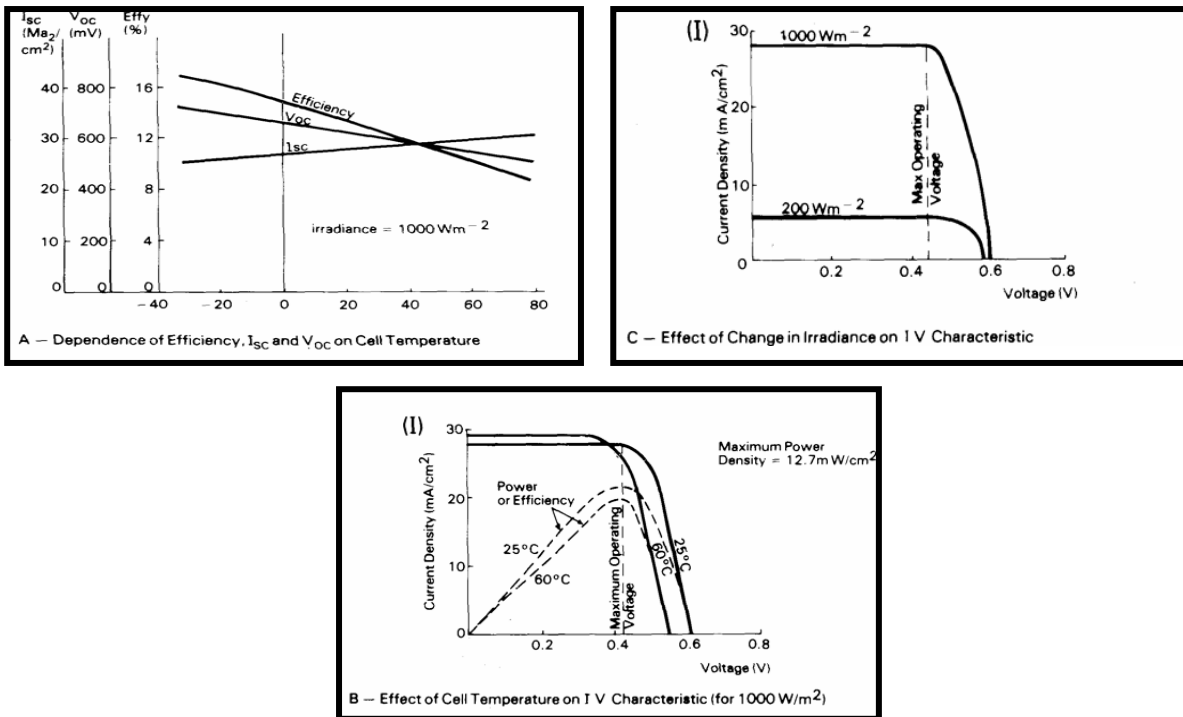 Isc Voc Effy
(Ma2/ (mV) (%)
cm2)
40 800 16
30 600 12
20 400 8
10 200 4
O O O
Efficiency
Voc
Isc
irradiance = 1000 Wm-2
-40 -20 0 20 40 60 80
A — Dependence of Efficiency, ISC and VOC on Cell Temperature
(I)
Current Density (m A/cm2)
30
20
10
0
1000 Wm-2
200 Wm-2
Max Operating
Voltage
0.2 0.4 0.6 0.8
Voltage (V)
C — Effect of Change in Irradiance on I V Characteristic
(I)
Current Density (mA/cm2)
30
20
10
0
Power
or Efficiency
25°C
60°C
Maximum Operating
Voltage
60°C
25°C
Maximum Power
Density = 12.7m W/cm2
0.2 0.4 0.6 0.8
Voltage (V)
B — Effect of Cell Temperature on I V Characteristic (for 1000 W/m2)